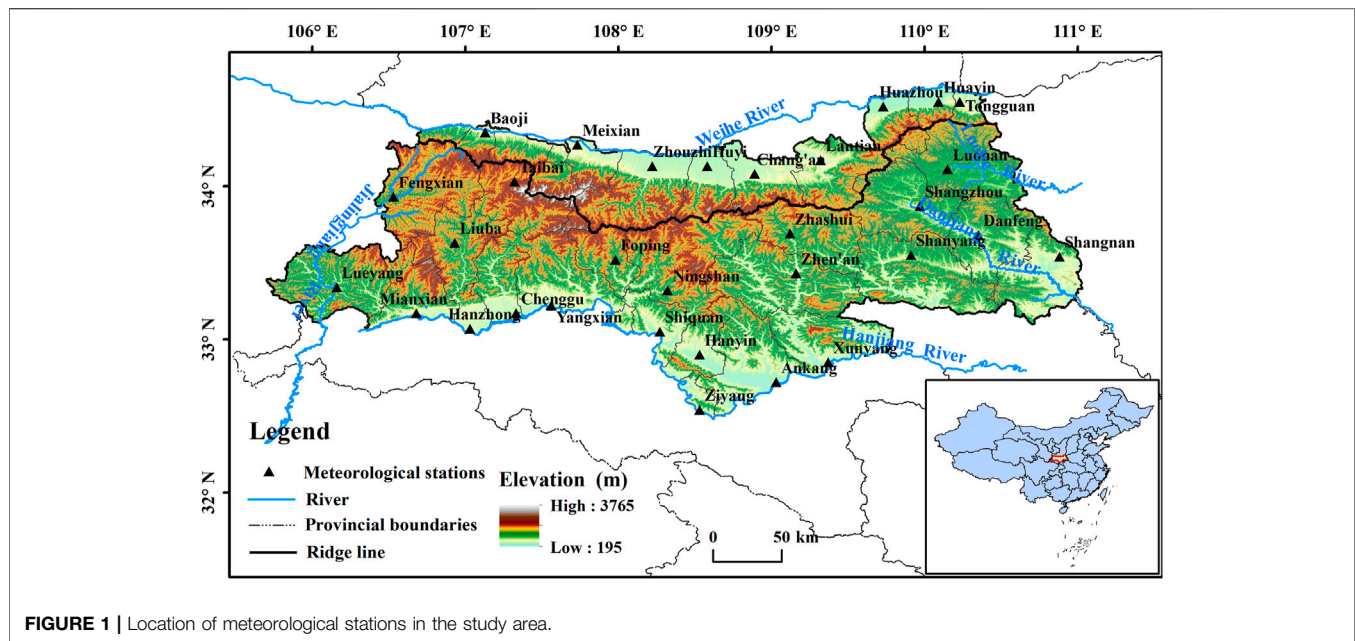 106° E 107° E 108° E 109° E 110° E 111° E
34° N
33° N
32° N
Huayin
Huazhou
Tongguan
Baoji
Weihe River
Meixian
Lantian
Zhouzhi
Huyi
Chang'an
Luonan
River
Taibai
Fengxian
Jialingjiang
Shangzhou
Danjiang
Danfeng
Zhashui
Liuba
Foping
Shanyang
Shangnan
River
Zhen'an
Lueyang
Ningshan
Mianxian
Chenggu
Hanzhong
Yangxian
Shiquan
Hanjiang River
Hanyin
Xunyang
Ankang
Ziyang
Legend
Meteorological stations
River
Provincial boundaries
Ridge line
Elevation (m)
High : 3765
Low : 195
0 50 km
FIGURE 1 | Location of meteorological stations in the study area.